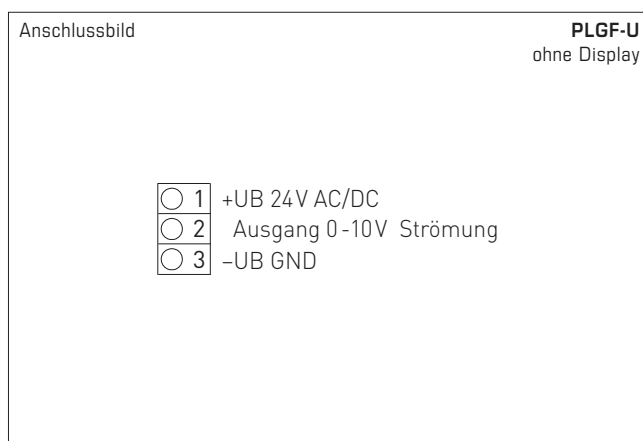 Anschlussbild
PLGF-U
ohne Display
1 +UB 24V AC/DC
2 Ausgang 0-10V Strömung
3 –UB GND